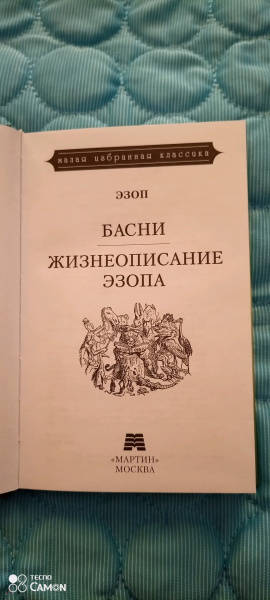 малая избранная классика
ЭЗОП
БАСНИ
ЖИЗНЕОПИСАНИЕ
ЭЗОПА
«МАРТИН»
МОСКВА
TECNO
CAMON